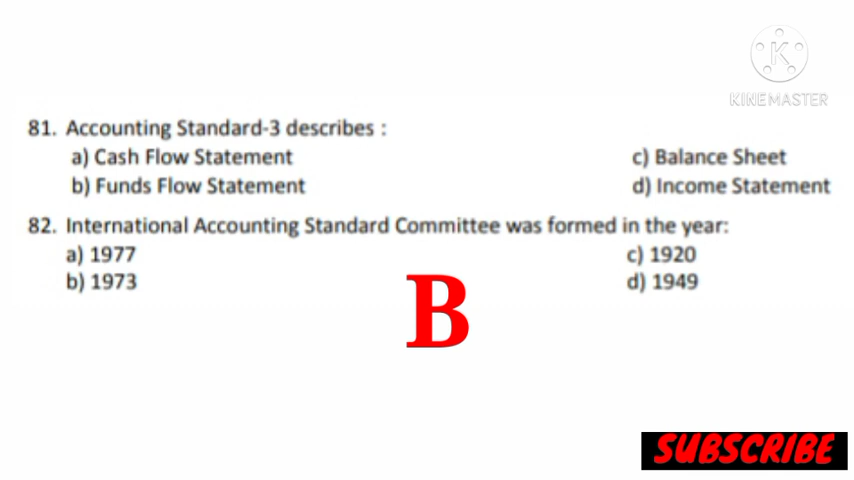 K
KINEMASTER
81. Accounting Standard-3 describes :
a) Cash Flow Statement
c) Balance Sheet
b) Funds Flow Statement
d) Income Statement
82. International Accounting Standard Committee was formed in the year:
a) 1977
c) 1920
b) 1973
d) 1949
B
SUBSCRIBE